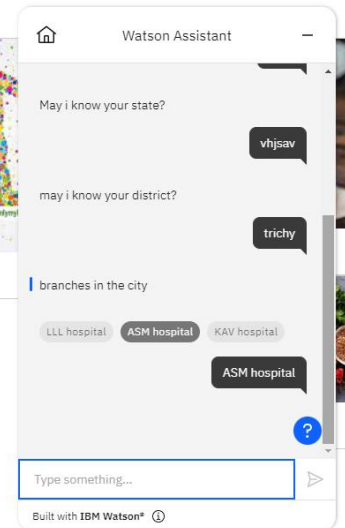 Watson Assistant
May i know your state?
vhjsav
may i know your district?
trichy
branches in the city
LLL hospital ASM hospital KAV hospital
ASM hospital
?
Type something...
Built with IBM Watson®